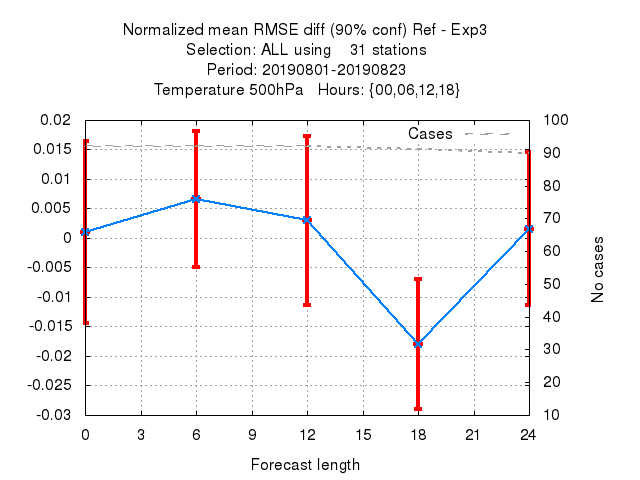 Normalized mean RMSE diff (90% conf) Ref - Exp3
Selection: ALL using    31 stations
Period: 20190801-20190823
Temperature 500hPa   Hours: {00,06,12,18}
0.02
0.015
0.01
0.005
0
-0.005
-0.01
-0.015
-0.02
-0.025
-0.03
Cases
100
90
80
70
60
50
40
30
20
10
No cases
0 3 6 9 12 15 18 21 24
Forecast length